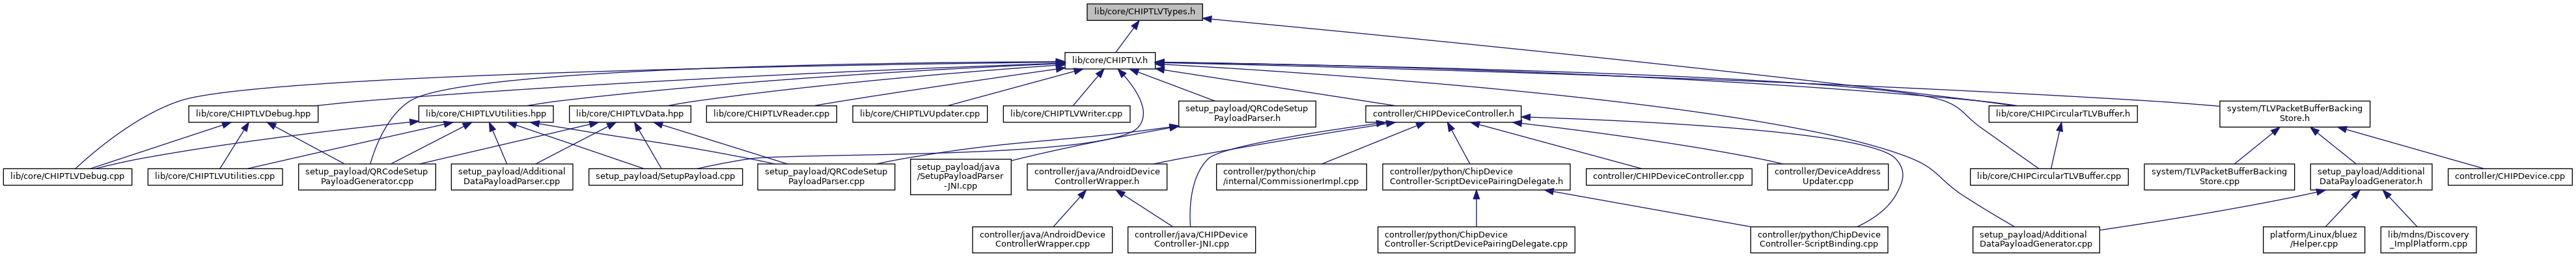 lib/core/CHIPTLVTypes.h
lib/core/CHIPTLV.h
lib/core/CHIPTLVDebug.hpp
lib/core/CHIPTLVUtilities.hpp
lib/core/CHIPTLVData.hpp
lib/core/CHIPTLVReader.cpp
lib/core/CHIPTLVUpdater.cpp
lib/core/CHIPTLVWriter.cpp
setup_payload/QRCodeSetup
PayloadParser.h
controller/CHIPDeviceController.h
lib/core/CHIPCircularTLVBuffer.h
system/TLVPacketBufferBacking
Store.h
lib/core/CHIPTLVDebug.cpp
lib/core/CHIPTLVUtilities.cpp
setup_payload/QRCodeSetup
PayloadGenerator.cpp
setup_payload/Additional
DataPayloadParser.cpp
setup_payload/SetupPayload.cpp
setup_payload/QRCodeSetup
PayloadParser.cpp
setup_payload/java
/SetupPayloadParser
-JNI.cpp
controller/java/AndroidDevice
ControllerWrapper.h
controller/python/chip
/internal/CommissionerImpl.cpp
controller/python/ChipDevice
Controller-ScriptDevicePairingDelegate.h
controller/CHIPDeviceController.cpp
controller/DeviceAddress
Updater.cpp
lib/core/CHIPCircularTLVBuffer.cpp
system/TLVPacketBufferBacking
Store.cpp
setup_payload/Additional
DataPayloadGenerator.h
controller/CHIPDevice.cpp
controller/java/AndroidDevice
ControllerWrapper.cpp
controller/java/CHIPDevice
Controller-JNI.cpp
controller/python/ChipDevice
Controller-ScriptDevicePairingDelegate.cpp
controller/python/ChipDevice
Controller-ScriptBinding.cpp
setup_payload/Additional
DataPayloadGenerator.cpp
platform/Linux/bluez
/Helper.cpp
lib/mdns/Discovery
_ImplPlatform.cpp